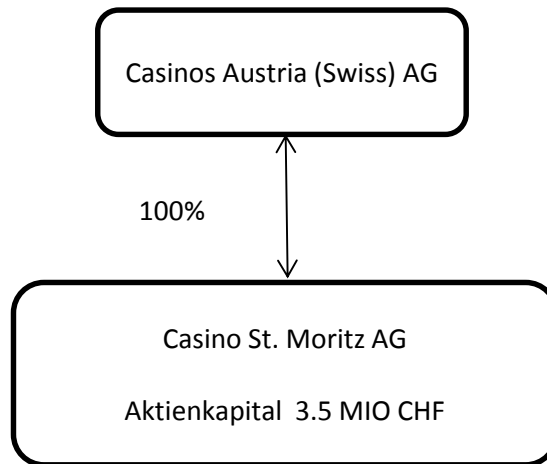 Casinos Austria (Swiss) AG
100%
Casino St. Moritz AG
Aktienkapital  3.5 MIO CHF